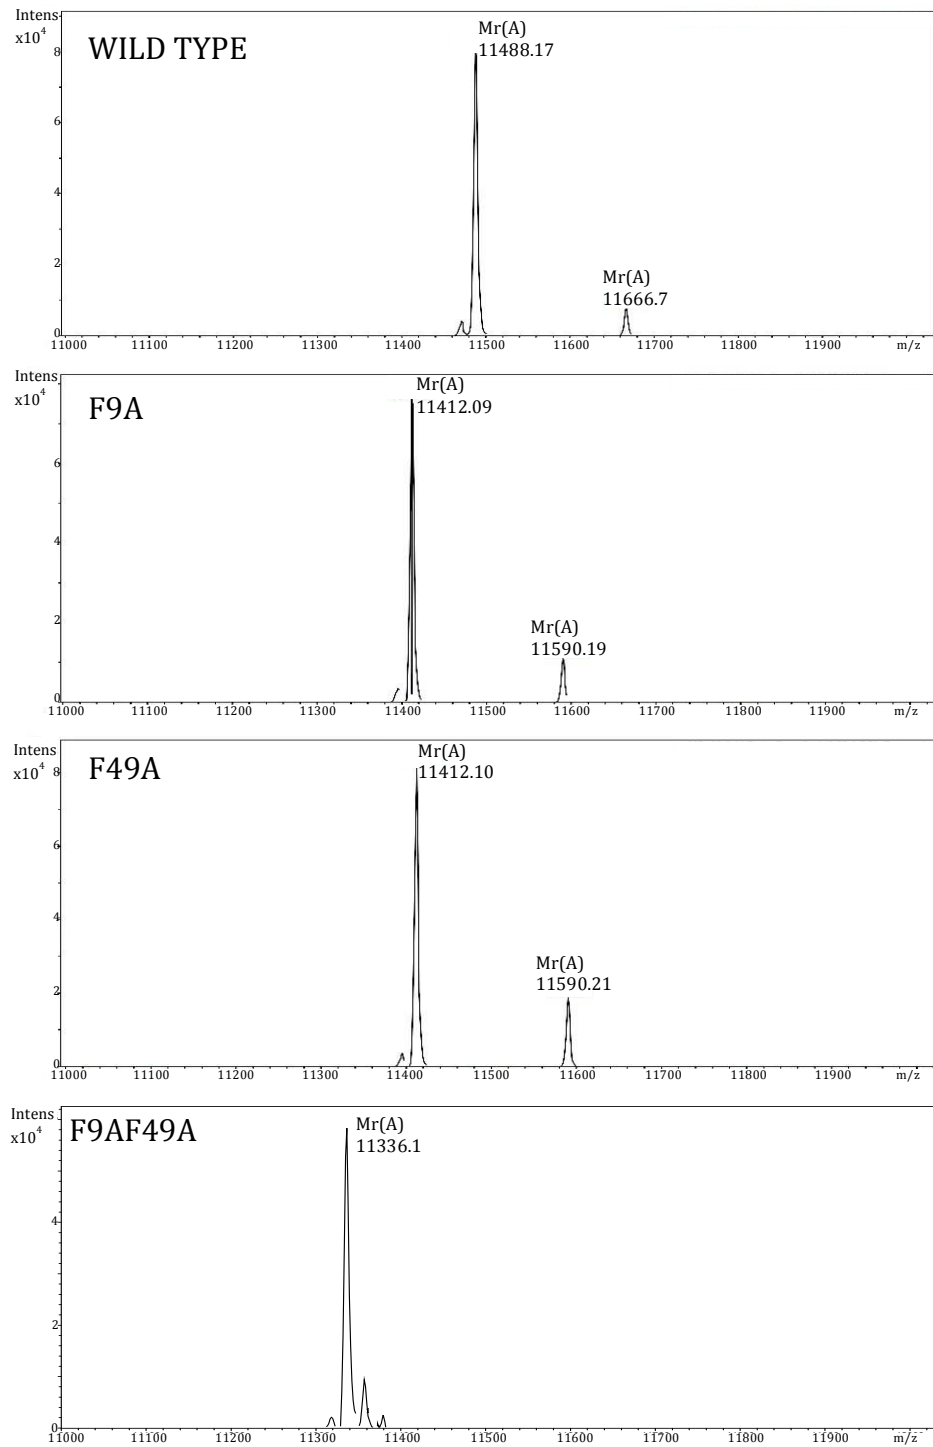 Intens
x10⁴
WILD TYPE
Mr(A)
11488.17
Mr(A)
11666.7
8
6
4
2
0
11000 11100 11200 11300 11400 11500 11600 11700 11800 11900 m/z
Intens
x10⁴
F9A
Mr(A)
11412.09
Mr(A)
11590.19
6
4
2
0
11000 11100 11200 11300 11400 11500 11600 11700 11800 11900 m/z
Intens
x10⁴
F49A
Mr(A)
11412.10
Mr(A)
11590.21
8
6
4
2
0
11000 11100 11200 11300 11400 11500 11600 11700 11800 11900 m/z
Intens
x10⁴
F9AF49A
Mr(A)
11336.1
4
2
0
11000 11100 11200 11300 11400 11500 11600 11700 11800 11900 m/z